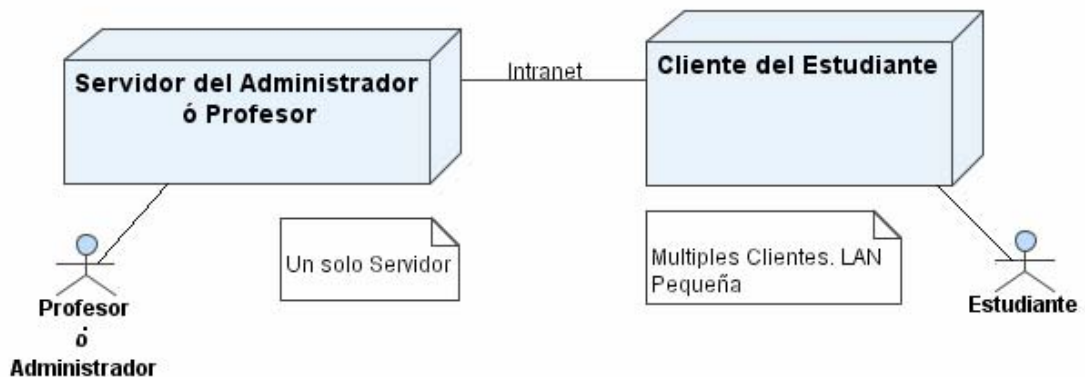 Servidor del Administrador
ó Profesor
Intranet
Cliente del Estudiante
Un solo Servidor
Multiples Clientes. LAN
Pequeña
Profesor
ó
Administrador
Estudiante